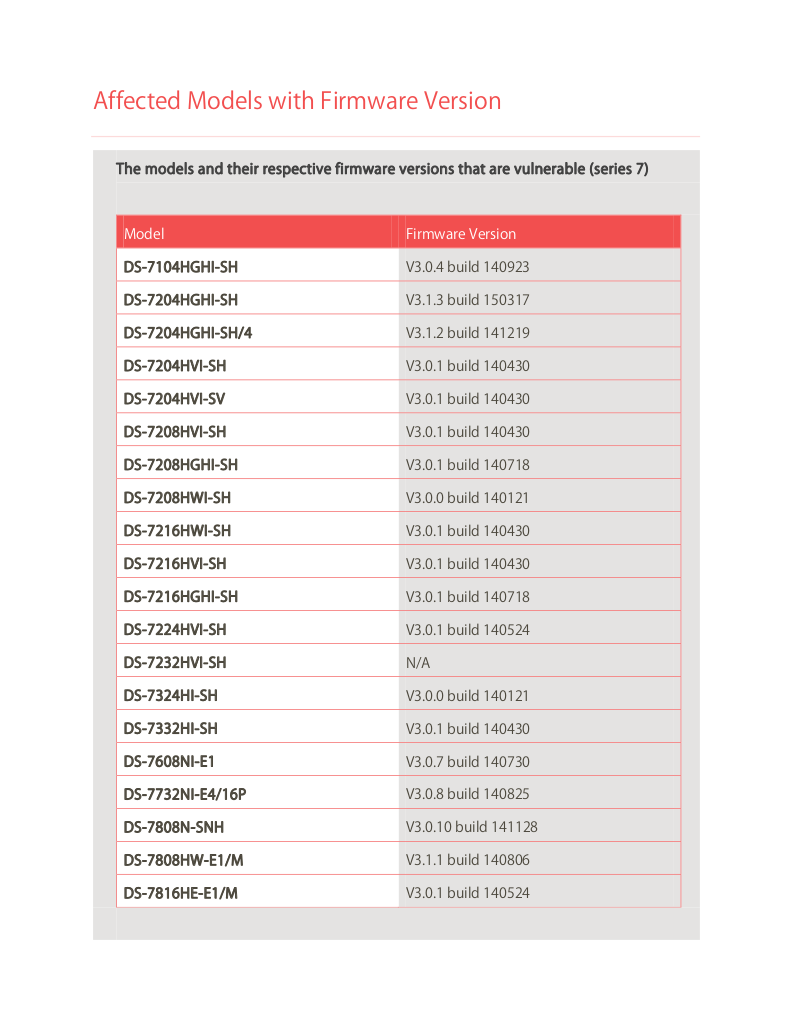 Affected Models with Firmware Version
The models and their respective firmware versions that are vulnerable (series 7)
Model Firmware Version
DS-7104HGHI-SH V3.0.4 build 140923
DS-7204HGHI-SH V3.1.3 build 150317
DS-7204HGHI-SH/4 V3.1.2 build 141219
DS-7204HVI-SH V3.0.1 build 140430
DS-7204HVI-SV V3.0.1 build 140430
DS-7208HVI-SH V3.0.1 build 140430
DS-7208HGHI-SH V3.0.1 build 140718
DS-7208HWI-SH V3.0.0 build 140121
DS-7216HWI-SH V3.0.1 build 140430
DS-7216HVI-SH V3.0.1 build 140430
DS-7216HGHI-SH V3.0.1 build 140718
DS-7224HVI-SH V3.0.1 build 140524
DS-7232HVI-SH N/A
DS-7324HI-SH V3.0.0 build 140121
DS-7332HI-SH V3.0.1 build 140430
DS-7608NI-E1 V3.0.7 build 140730
DS-7732NI-E4/16P V3.0.8 build 140825
DS-7808N-SNH V3.0.10 build 141128
DS-7808HW-E1/M V3.1.1 build 140806
DS-7816HE-E1/M V3.0.1 build 140524